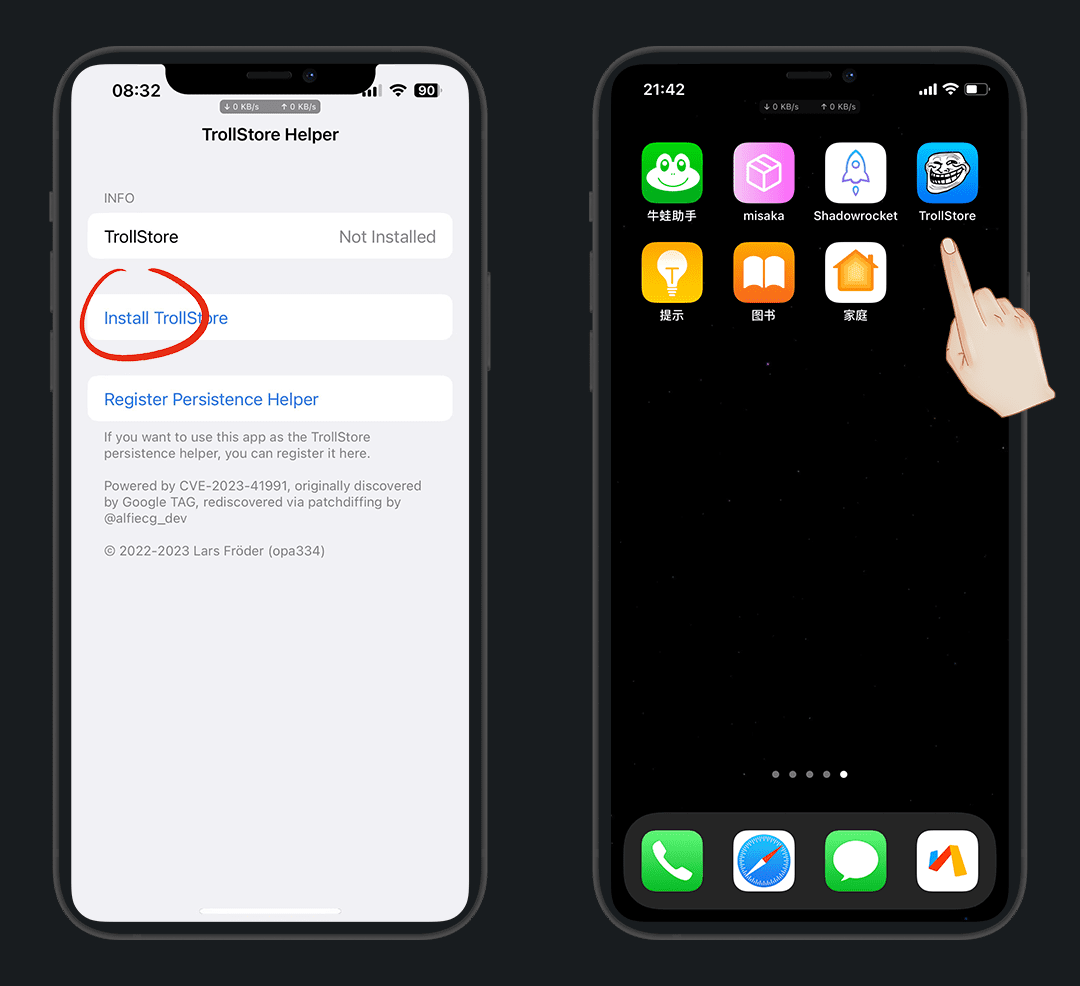 08:32
90
↓ 0 KB/s ↑ 0 KB/s
TrollStore Helper
INFO
TrollStore Not Installed
Install TrollStore
Register Persistence Helper
If you want to use this app as the TrollStore
persistence helper, you can register it here.
Powered by CVE-2023-41991, originally discovered
by Google TAG, rediscovered via patchdiffing by
@alfiecg_dev
© 2022-2023 Lars Fröder (opa334)
21:42
↓ 0 KB/s ↑ 0 KB/s
牛蛙助手 misaka Shadowrocket TrollStore
提示 图书 家庭